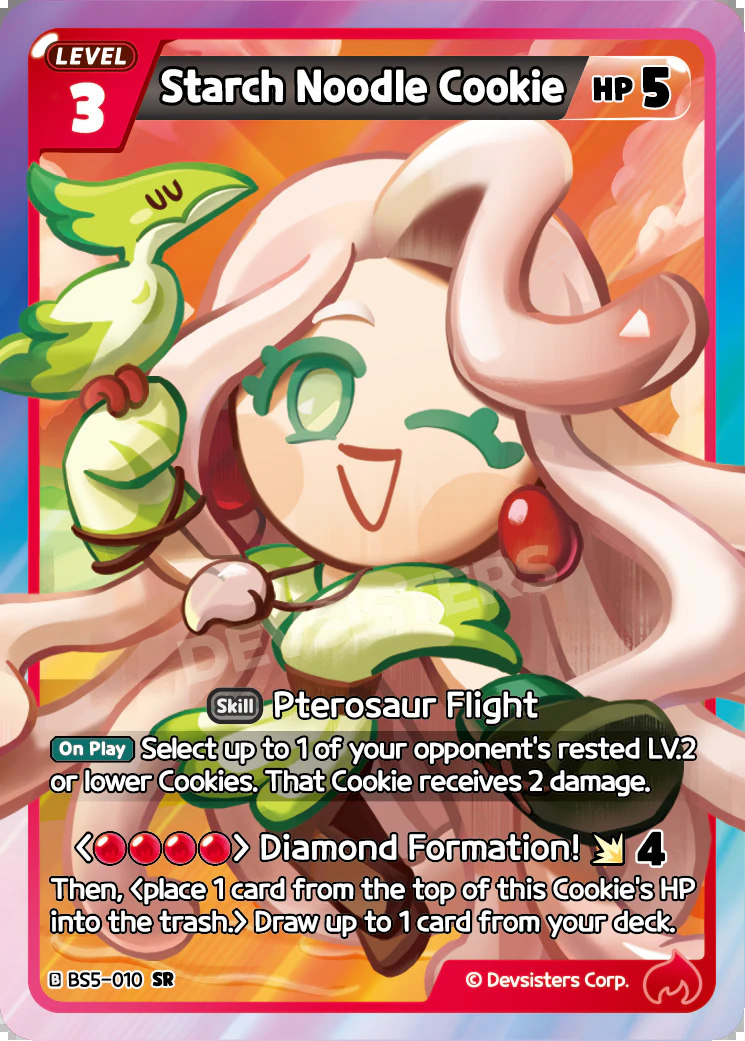 LEVEL
3
Starch Noodle Cookie
HP 5
DEVSISTERS
Skill Pterosaur Flight
On Play Select up to 1 of your opponent's rested LV.2
or lower Cookies. That Cookie receives 2 damage.
< > Diamond Formation! 4
Then, <place 1 card from the top of this Cookie's HP
into the trash.> Draw up to 1 card from your deck.
B BS5-010 SR
© Devsisters Corp.